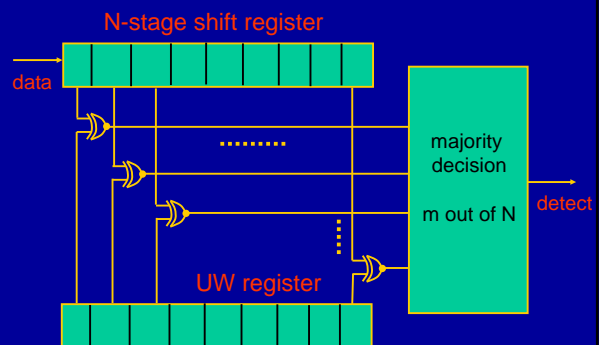 N-stage shift register
data
majority
decision
m out of N
detect
UW register